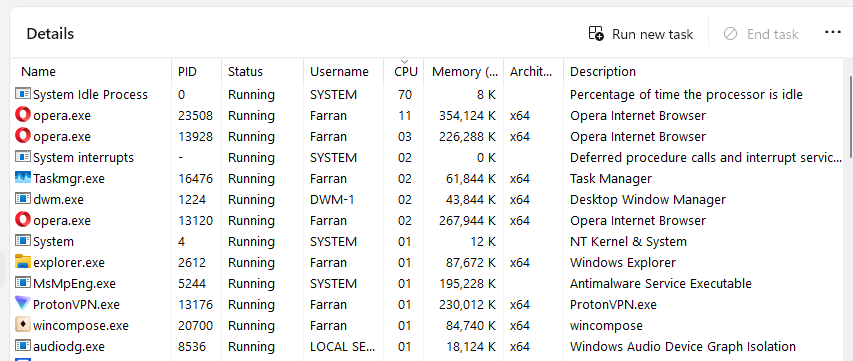 Details Run new task End task
Name PID Status Username CPU Memory (... Archit... Description
System Idle Process 0 Running SYSTEM 70 8 K Percentage of time the processor is idle
opera.exe 23508 Running Farran 11 354,124 K x64 Opera Internet Browser
opera.exe 13928 Running Farran 03 226,288 K x64 Opera Internet Browser
System interrupts - Running SYSTEM 02 0 K Deferred procedure calls and interrupt servic...
Taskmgr.exe 16476 Running Farran 02 61,844 K x64 Task Manager
dwm.exe 1224 Running DWM-1 02 43,844 K x64 Desktop Window Manager
opera.exe 13120 Running Farran 02 267,944 K x64 Opera Internet Browser
System 4 Running SYSTEM 01 12 K NT Kernel & System
explorer.exe 2612 Running Farran 01 87,672 K x64 Windows Explorer
MsMpEng.exe 5244 Running SYSTEM 01 195,228 K x64 Antimalware Service Executable
ProtonVPN.exe 13176 Running Farran 01 230,012 K x64 ProtonVPN.exe
wincompose.exe 20700 Running Farran 01 84,740 K x64 wincompose
audiodg.exe 8536 Running LOCAL SE... 01 18,124 K x64 Windows Audio Device Graph Isolation